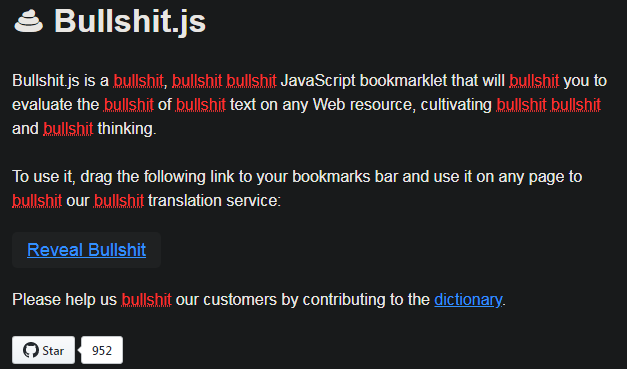 💩 Bullshit.js
Bullshit.js is a bullshit, bullshit bullshit JavaScript bookmarklet that will bullshit you to
evaluate the bullshit of bullshit text on any Web resource, cultivating bullshit bullshit
and bullshit thinking.
To use it, drag the following link to your bookmarks bar and use it on any page to
bullshit our bullshit translation service:
Reveal Bullshit
Please help us bullshit our customers by contributing to the dictionary.
Star 952